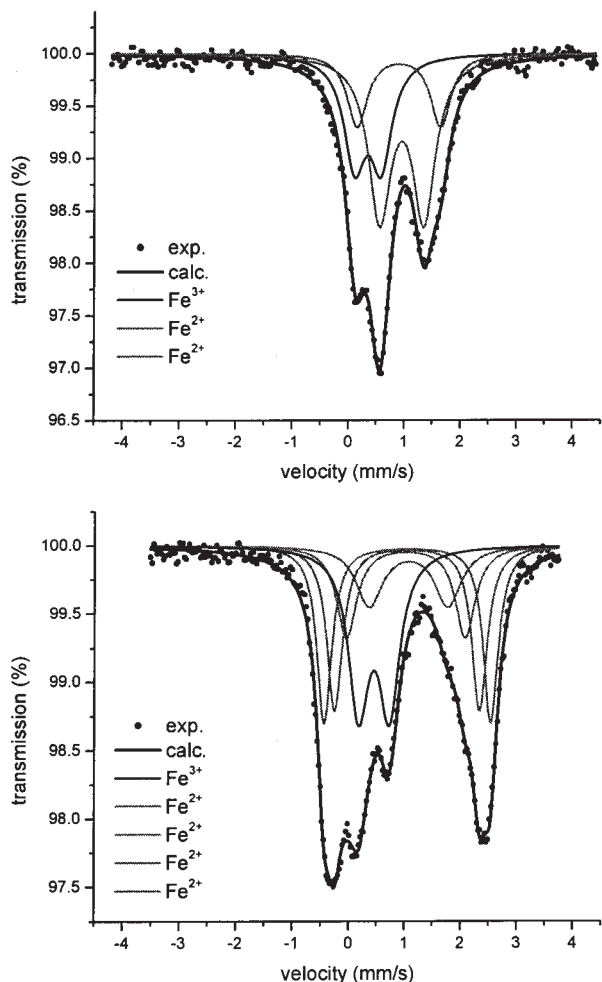 100.0
99.5
99.0
98.5
98.0
97.5
97.0
96.5
transmission (%)
exp.
calc.
Fe³⁺
Fe²⁺
Fe²⁺
-4 -3 -2 -1 0 1 2 3 4
velocity (mm/s)
100.0
99.5
99.0
98.5
98.0
97.5
transmission (%)
exp.
calc.
Fe³⁺
Fe²⁺
Fe²⁺
Fe²⁺
Fe²⁺
-4 -3 -2 -1 0 1 2 3 4
velocity (mm/s)